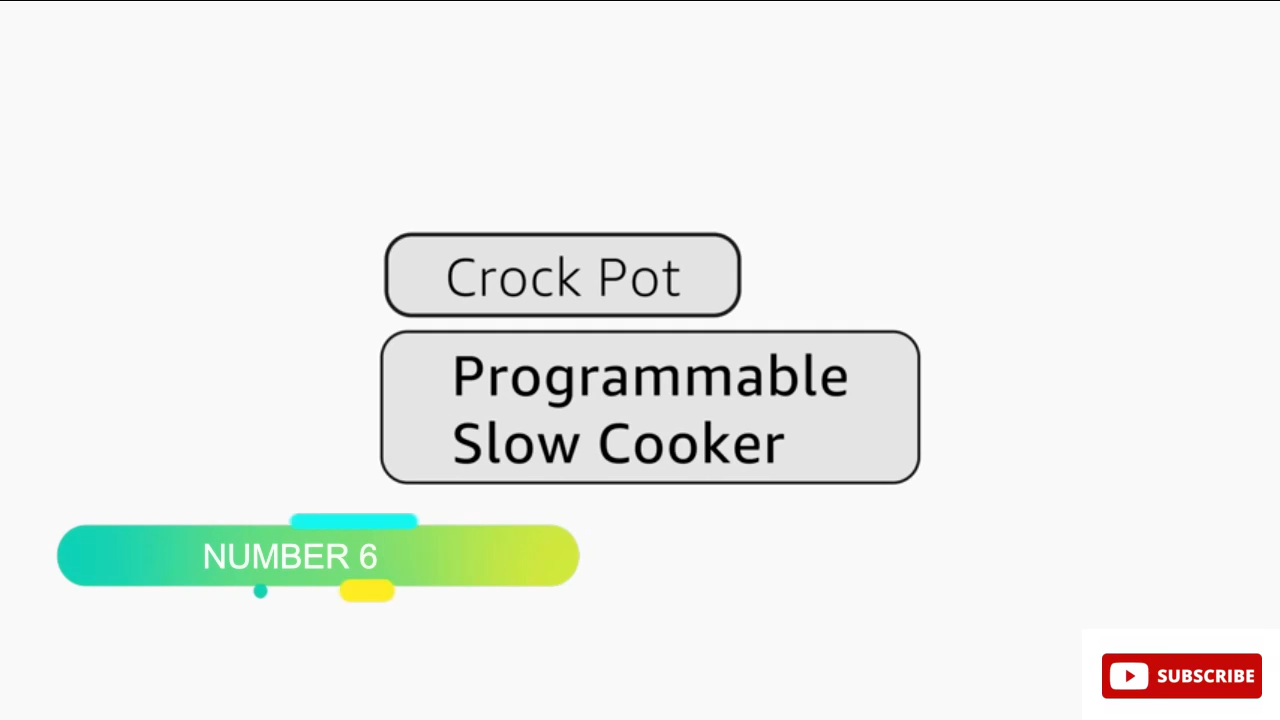 Crock Pot
Programmable
Slow Cooker
NUMBER 6
SUBSCRIBE